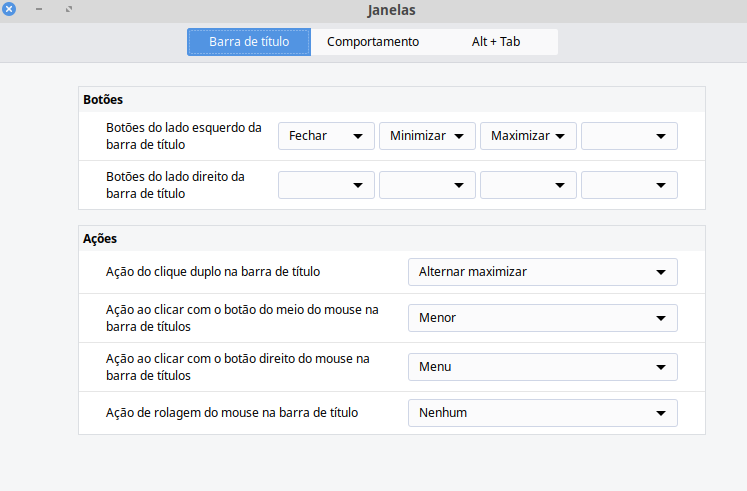 Janelas
Barra de título
Comportamento
Alt + Tab
Botões
Botões do lado esquerdo da
barra de título
Fechar
Minimizar
Maximizar
Botões do lado direito da
barra de título
Ações
Ação do clique duplo na barra de título
Alternar maximizar
Ação ao clicar com o botão do meio do mouse na
barra de títulos
Menor
Ação ao clicar com o botão direito do mouse na
barra de títulos
Menu
Ação de rolagem do mouse na barra de título
Nenhum